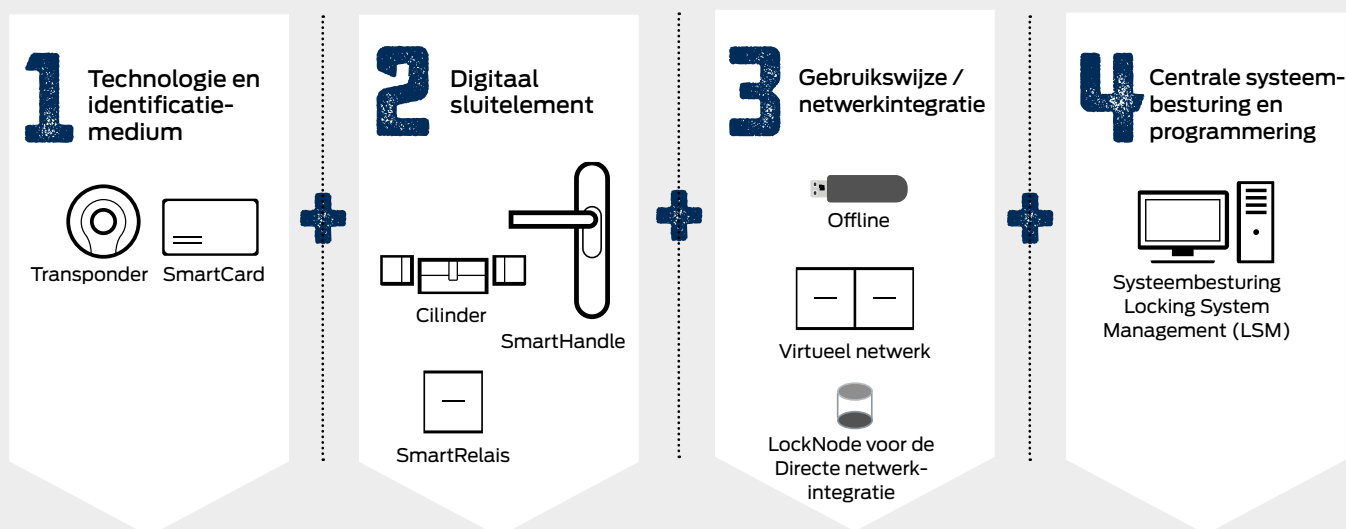 1
Technologie en
identificatie-
medium
Transponder
SmartCard
+
2
Digitaal
sluitelement
Cilinder
SmartHandle
SmartRelais
+
3
Gebruikswijze /
netwerkintegratie
Offline
Virtueel netwerk
LockNode voor de
Directe netwerk-
integratie
+
4
Centrale systeem-
besturing en
programmering
Systeembesturing
Locking System
Management (LSM)